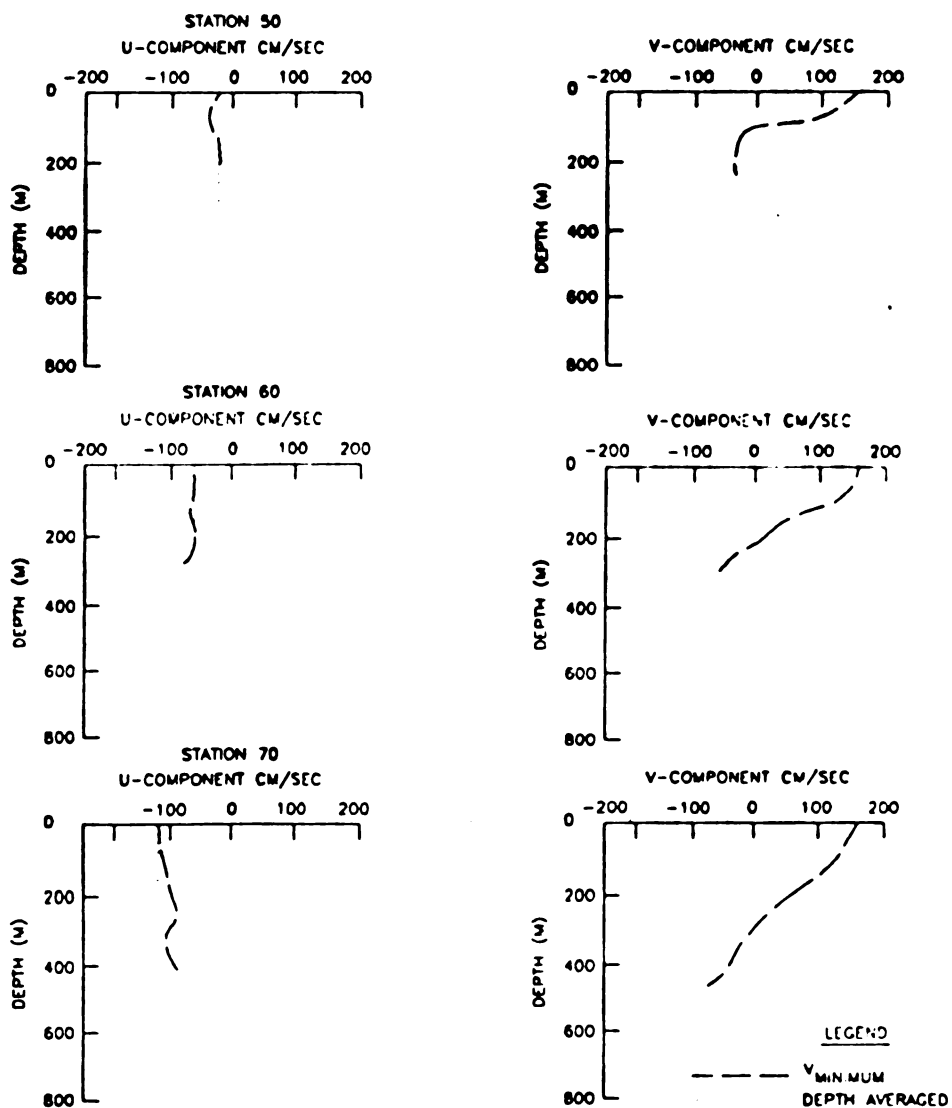 STATION 50
U-COMPONENT CM/SEC
-200 -100 0 100 200
0
200
400
600
800
DEPTH (M)
V-COMPONENT CM/SEC
-200 -100 0 100 200
0
200
400
600
800
DEPTH (M)
STATION 60
U-COMPONENT CM/SEC
-200 -100 0 100 200
0
200
400
600
800
DEPTH (M)
V-COMPONENT CM/SEC
-200 -100 0 100 200
0
200
400
600
800
DEPTH (M)
STATION 70
U-COMPONENT CM/SEC
-100 0 100 200
0
200
400
600
800
DEPTH (M)
V-COMPONENT CM/SEC
-200 -100 0 100 200
0
200
400
600
800
DEPTH (M)
LEGEND
VMINIMUM
DEPTH AVERAGED